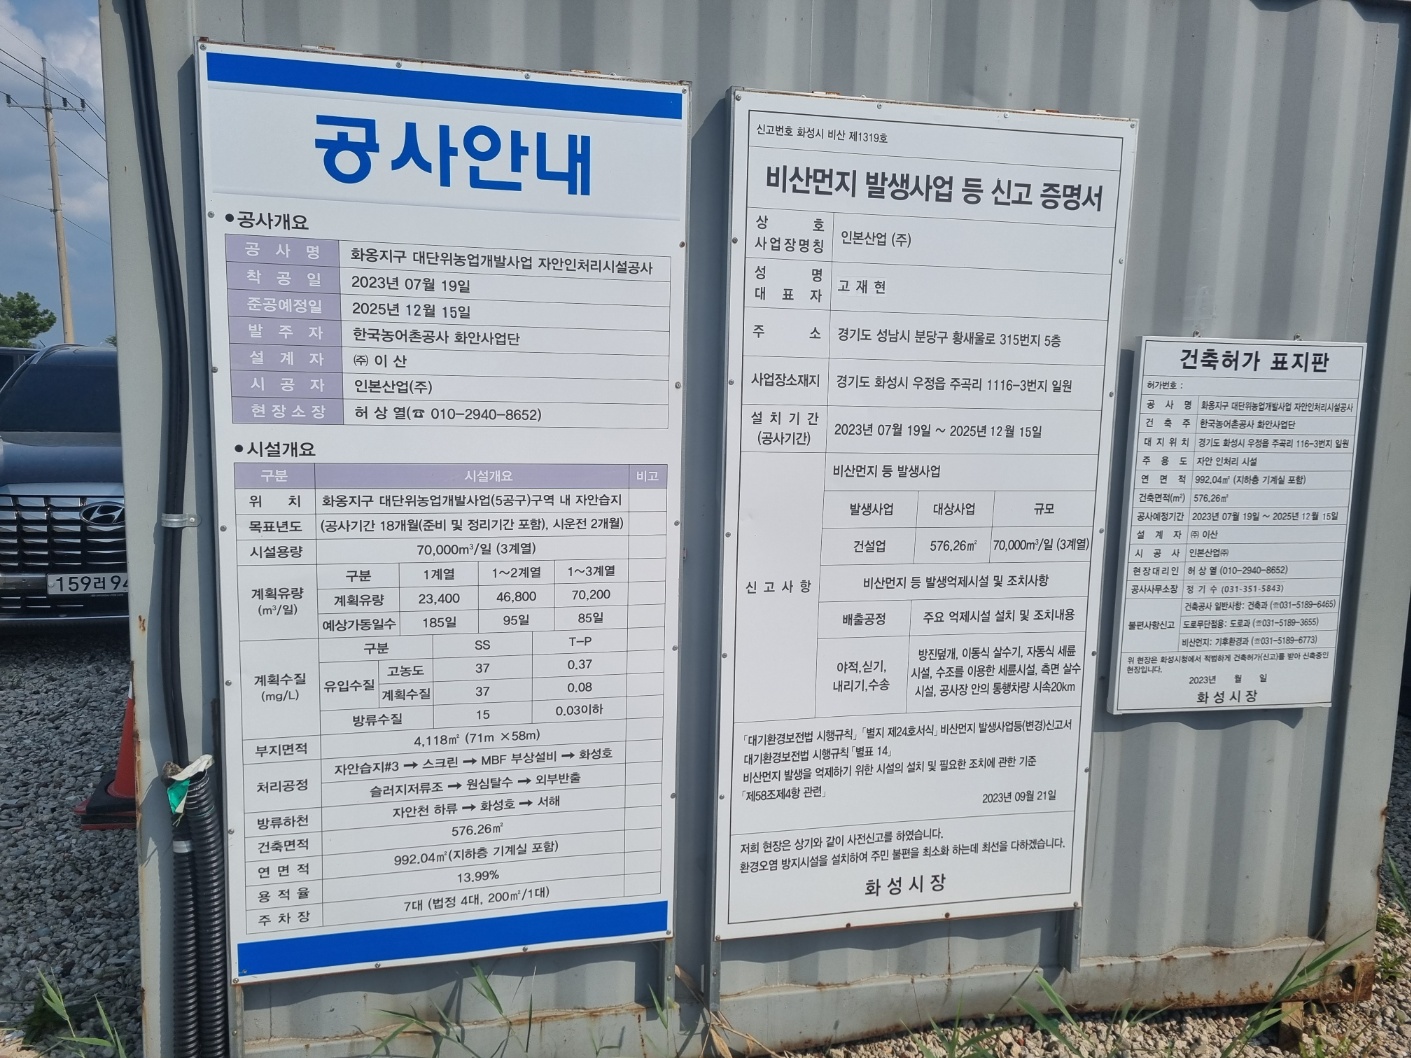 공사안내
●공사개요
공 사 명 화옹지구 대단위농업개발사업 자안인처리시설공사
착 공 일 2023년 07월 19일
준공예정일 2025년 12월 15일
발 주 자 한국농어촌공사 화안사업단
설 계 자 ㈜ 이 산
시 공 자 인본산업(주)
현장소장 허 상 열(☎ 010-2940-8652)
●시설개요
구분 시설개요 비고
위 치 화옹지구 대단위농업개발사업(5공구)구역 내 자안습지
목표년도 (공사기간 18개월(준비 및 정리기간 포함), 시운전 2개월)
시설용량 70,000m³/일 (3계열)
계획유량 (m³/일)
구분 1계열 1~2계열 1~3계열
계획유량 23,400 46,800 70,200
예상가동일수 185일 95일 85일
계획수질 (mg/L)
구분 SS T-P
유입수질 고농도 37 0.37
계획수질 37 0.08
방류수질 15 0.03이하
부지면적 4,118㎡ (71m ×58m)
처리공정 자안습지#3 → 스크린 → MBF 부상설비 → 화성호
슬러지저류조 → 원심탈수 → 외부반출
방류하천 자안천 하류 → 화성호 → 서해
건축면적 576.26㎡
연 면 적 992.04㎡(지하층 기계실 포함)
용 적 율 13.99%
주 차 장 7대 (법정 4대, 200㎡/1대)
신고번호 화성시 비산 제1319호
비산먼지 발생사업 등 신고 증명서
상 호
사업장명칭 인본산업 (주)
성 명
대 표 자 고 재 현
주 소 경기도 성남시 분당구 황새울로 315번지 5층
사업장소재지 경기도 화성시 우정읍 주곡리 1116-3번지 일원
설 치 기 간
(공사기간) 2023년 07월 19일 ~ 2025년 12월 15일
신 고 사 항
비산먼지 등 발생사업
발생사업 대상사업 규모
건설업 576,26㎡ 70,000m³/일 (3계열)
비산먼지 등 발생억제시설 및 조치사항
배출공정 주요 억제시설 설치 및 조치내용
야적,싣기,
내리기,수송
방진덮개, 이동식 살수기, 자동식 세륜
시설, 수조를 이용한 세륜시설, 측면 살수
시설, 공사장 안의 통행차량 시속20km
「대기환경보전법 시행규칙」「별지 제24호서식」 비산먼지 발생사업등(변경)신고서
대기환경보전법 시행규칙「별표 14」
비산먼지 발생을 억제하기 위한 시설의 설치 및 필요한 조치에 관한 기준
「제58조제4항 관련」
2023년 09월 21일
저희 현장은 상기와 같이 사전신고를 하였습니다.
환경오염 방지시설을 설치하여 주민 불편을 최소화 하는데 최선을 다하겠습니다.
화 성 시 장
건축허가 표지판
허가번호 :
공 사 명 화옹지구 대단위농업개발사업 자안인처리시설공사
건 축 주 한국농어촌공사 화안사업단
대 지 위 치 경기도 화성시 우정읍 주곡리 116-3번지 일원
주 용 도 자안 인처리 시설
연 면 적 992,04㎡ (지하층 기계실 포함)
건축면적(m²) 576,26㎡
공사예정기간 2023년 07월 19일 ~ 2025년 12월 15일
설 계 자 ㈜ 이산
시 공 사 인본산업㈜
현장대리인 허 상 열 (010-2940-8652)
공사사무소장 정 기 수 (031-351-5843)
불편사항신고
건축공사 일반사항: 건축과 (☎031-5189-6465)
도로무단점용: 도로과 (☎031-5189-3655)
비산먼지: 기후환경과 (☎031-5189-6773)
위 현장은 화성시청에서 적법하게 건축허가(신고)를 받아 신축중인
현장입니다.
2023년 월 일
화 성 시 장
159러 94